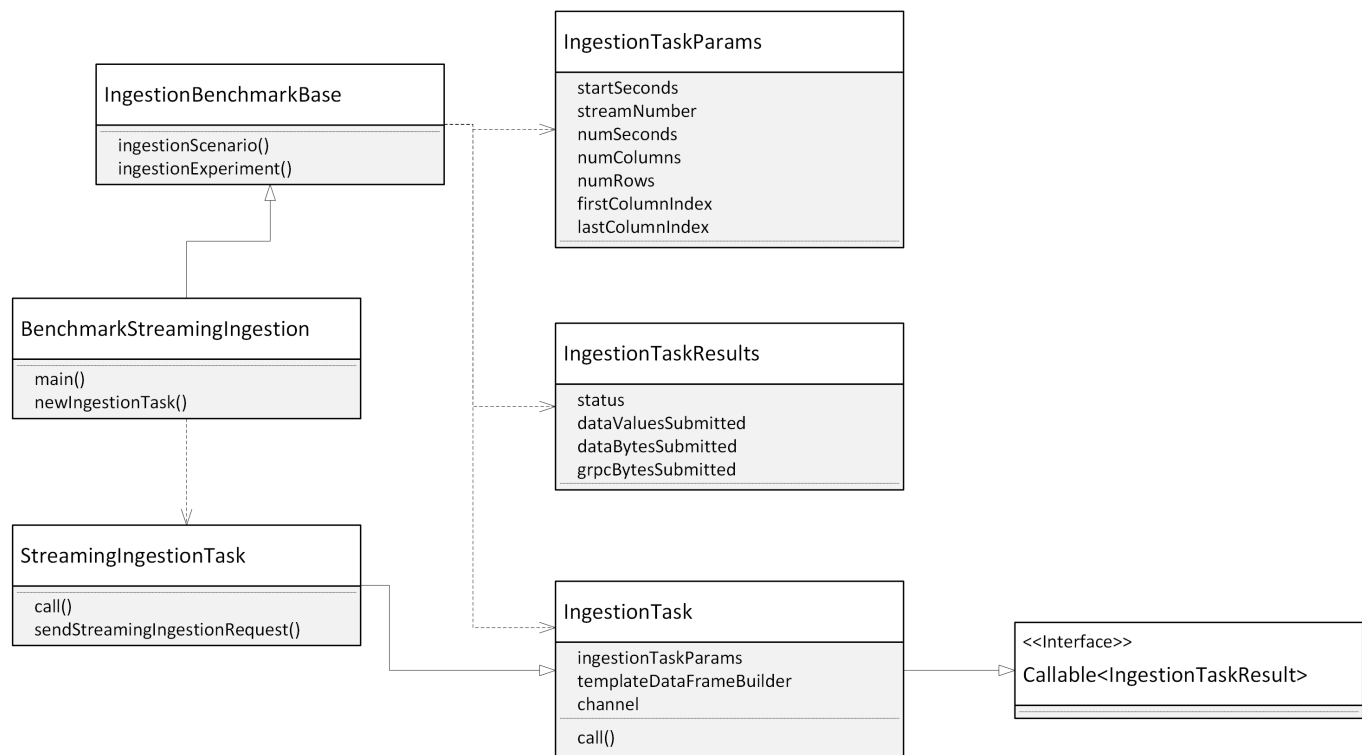 IngestionTaskParams
startSeconds
streamNumber
numSeconds
numColumns
numRows
firstColumnIndex
lastColumnIndex
IngestionBenchmarkBase
ingestionScenario()
ingestionExperiment()
BenchmarkStreamingIngestion
main()
newIngestionTask()
IngestionTaskResults
status
dataValuesSubmitted
dataBytesSubmitted
grpcBytesSubmitted
StreamingIngestionTask
call()
sendStreamingIngestionRequest()
IngestionTask
ingestionTaskParams
templateDataFrameBuilder
channel
call()
<<Interface>>
Callable<IngestionTaskResult>